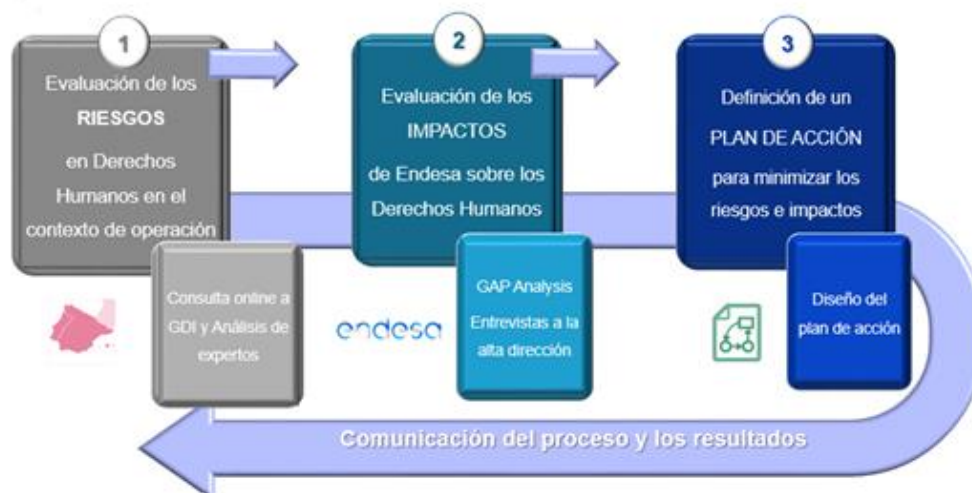 1
Evaluación de los
RIESGOS
en Derechos
Humanos en el
contexto de operación
Consulta online a
GDI y Análisis de
expertos
2
Evaluación de los
IMPACTOS
de Endesa sobre los
Derechos Humanos
endesa
GAP Analysis
Entrevistas a la
alta dirección
3
Definición de un
PLAN DE ACCIÓN
para minimizar los
riesgos e impactos
Diseño del
plan de acción
Comunicación del proceso y los resultados